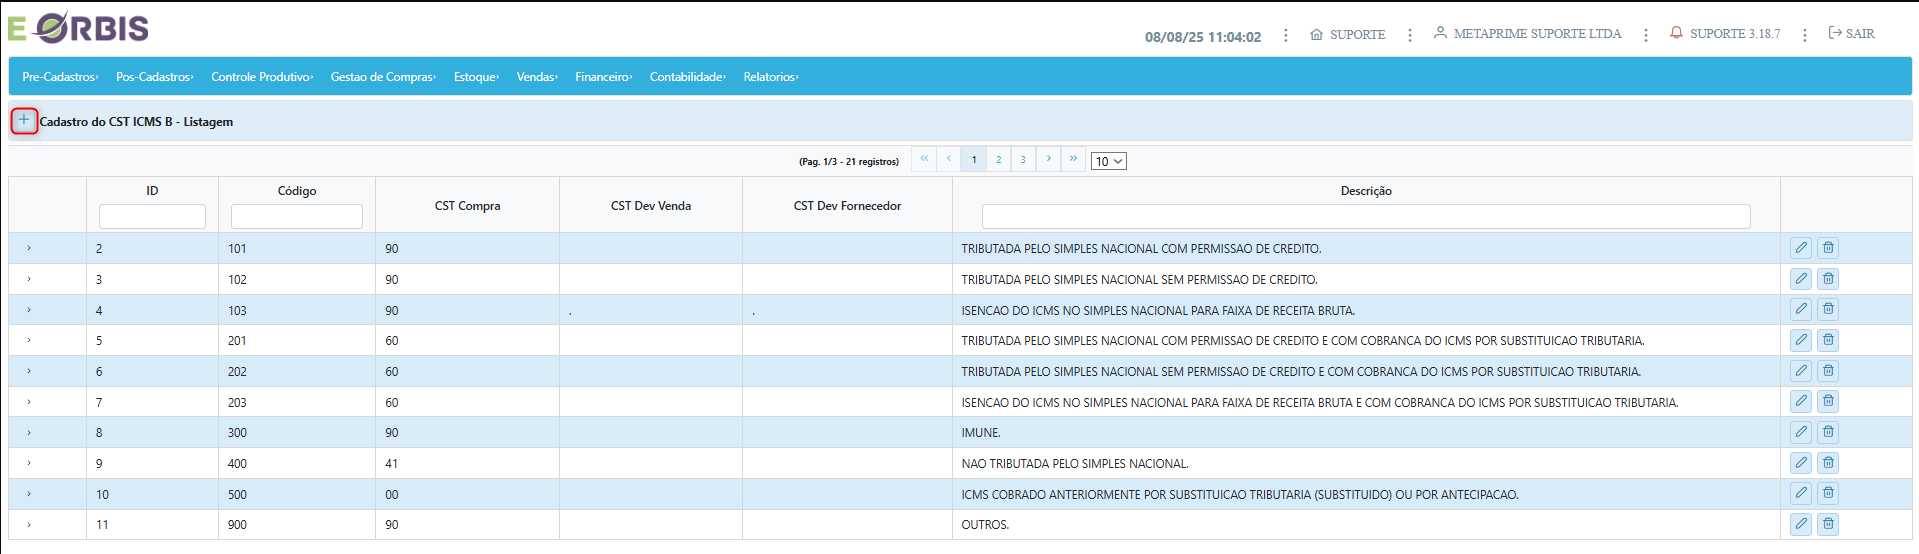 E ORBIS
08/08/25 11:04:02 SUPORTE METAPRIME SUPORTE LTDA SUPORTE 3.18.7 SAIR
Pre-Cadastros Pos-Cadastros Controle Produtivo Gestao de Compras Estoque Vendas Financeiro Contabilidade Relatorios
+ Cadastro do CST ICMS B - Listagem
(Pag. 1/3 - 21 registros) « ‹ 1 2 3 › » 10
ID Código CST Compra CST Dev Venda CST Dev Fornecedor Descrição
2 101 90 TRIBUTADA PELO SIMPLES NACIONAL COM PERMISSAO DE CREDITO.
3 102 90 TRIBUTADA PELO SIMPLES NACIONAL SEM PERMISSAO DE CREDITO.
4 103 90 . . ISENCAO DO ICMS NO SIMPLES NACIONAL PARA FAIXA DE RECEITA BRUTA.
5 201 60 TRIBUTADA PELO SIMPLES NACIONAL COM PERMISSAO DE CREDITO E COM COBRANCA DO ICMS POR SUBSTITUICAO TRIBUTARIA.
6 202 60 TRIBUTADA PELO SIMPLES NACIONAL SEM PERMISSAO DE CREDITO E COM COBRANCA DO ICMS POR SUBSTITUICAO TRIBUTARIA.
7 203 60 ISENCAO DO ICMS NO SIMPLES NACIONAL PARA FAIXA DE RECEITA BRUTA E COM COBRANCA DO ICMS POR SUBSTITUICAO TRIBUTARIA.
8 300 90 IMUNE.
9 400 41 NAO TRIBUTADA PELO SIMPLES NACIONAL.
10 500 00 ICMS COBRADO ANTERIORMENTE POR SUBSTITUICAO TRIBUTARIA (SUBSTITUIDO) OU POR ANTECIPACAO.
11 900 90 OUTROS.